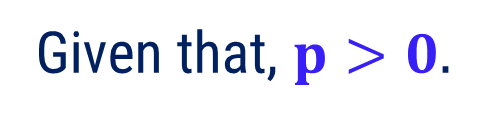 Given that, p > 0.